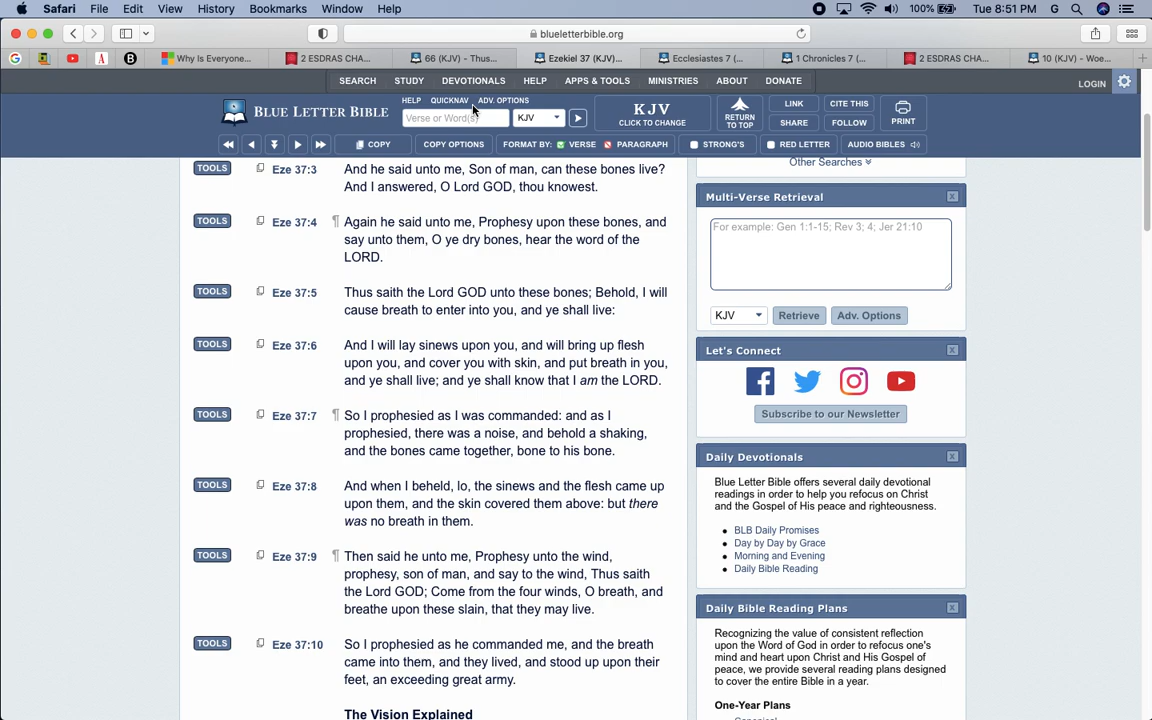 Safari File Edit View History Bookmarks Window Help 100% Tue 8:51 PM G
blueletterbible.org
Why Is Everyone... 2 ESDRAS CHA... 66 (KJV) - Thus... Ezekiel 37 (KJV)... Ecclesiastes 7 (... 1 Chronicles 7 (... 2 ESDRAS CHA... 10 (KJV) - Woe...
SEARCH STUDY DEVOTIONALS HELP APPS & TOOLS MINISTRIES ABOUT DONATE LOGIN
HELP QUICKNAV ADV. OPTIONS
BLUE LETTER BIBLE Verse or Word(s) KJV
KJV
CLICK TO CHANGE
RETURN
TO TOP
LINK CITE THIS
SHARE FOLLOW
PRINT
COPY COPY OPTIONS FORMAT BY: VERSE PARAGRAPH STRONG'S RED LETTER AUDIO BIBLES
TOOLS Eze 37:3 And he said unto me, Son of man, can these bones live?
And I answered, O Lord GOD, thou knowest.
TOOLS Eze 37:4 ¶ Again he said unto me, Prophesy upon these bones, and
say unto them, O ye dry bones, hear the word of the
LORD.
TOOLS Eze 37:5 Thus saith the Lord GOD unto these bones; Behold, I will
cause breath to enter into you, and ye shall live:
TOOLS Eze 37:6 And I will lay sinews upon you, and will bring up flesh
upon you, and cover you with skin, and put breath in you,
and ye shall live; and ye shall know that I am the LORD.
TOOLS Eze 37:7 ¶ So I prophesied as I was commanded: and as I
prophesied, there was a noise, and behold a shaking,
and the bones came together, bone to his bone.
TOOLS Eze 37:8 And when I beheld, lo, the sinews and the flesh came up
upon them, and the skin covered them above: but there
was no breath in them.
TOOLS Eze 37:9 ¶ Then said he unto me, Prophesy unto the wind,
prophesy, son of man, and say to the wind, Thus saith
the Lord GOD; Come from the four winds, O breath, and
breathe upon these slain, that they may live.
TOOLS Eze 37:10 So I prophesied as he commanded me, and the breath
came into them, and they lived, and stood up upon their
feet, an exceeding great army.
The Vision Explained
Other Searches
Multi-Verse Retrieval
For example; Gen 1:1-15; Rev 3; 4; Jer 21:10
KJV Retrieve Adv. Options
Let's Connect
Subscribe to our Newsletter
Daily Devotionals
Blue Letter Bible offers several daily devotional
readings in order to help you refocus on Christ
and the Gospel of His peace and righteousness.
BLB Daily Promises
Day by Day by Grace
Morning and Evening
Daily Bible Reading
Daily Bible Reading Plans
Recognizing the value of consistent reflection
upon the Word of God in order to refocus one's
mind and heart upon Christ and His Gospel of
peace, we provide several reading plans designed
to cover the entire Bible in a year.
One-Year Plans